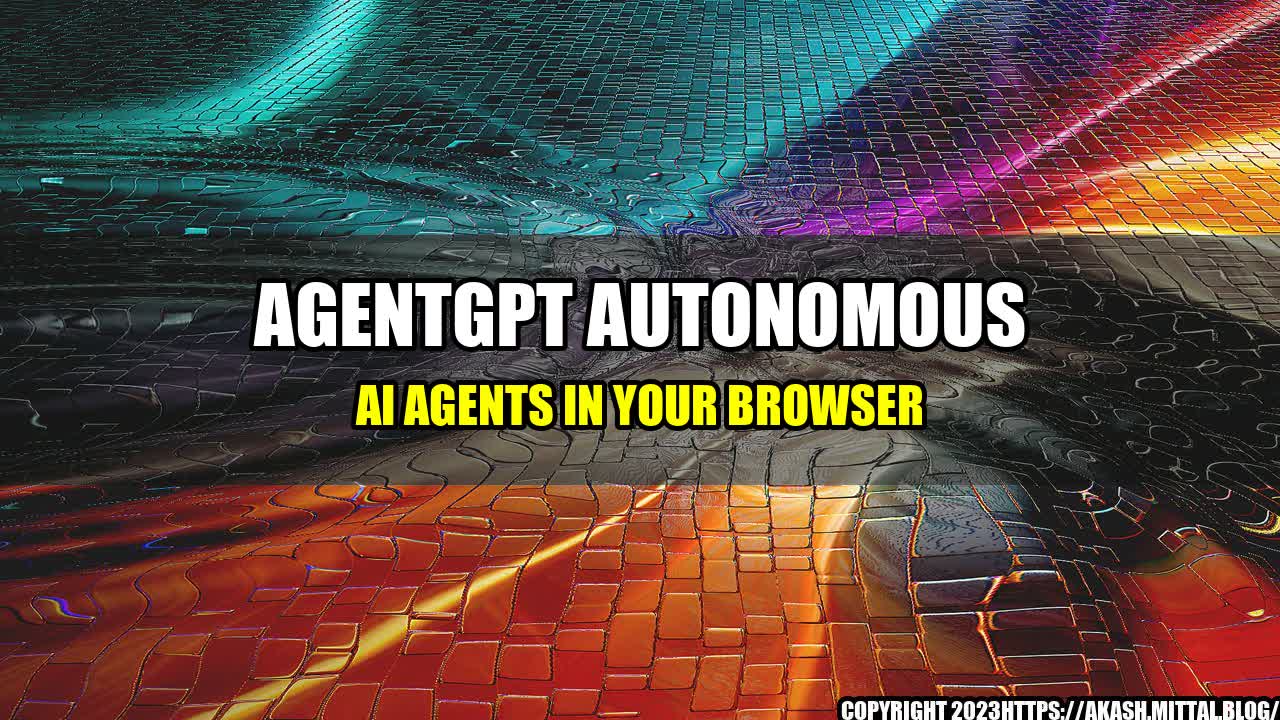 AGENTGPT AUTONOMOUS
AI AGENTS IN YOUR BROWSER
COPYRIGHT 2023HTTPS://AKASH.MITTAL.BLOG/